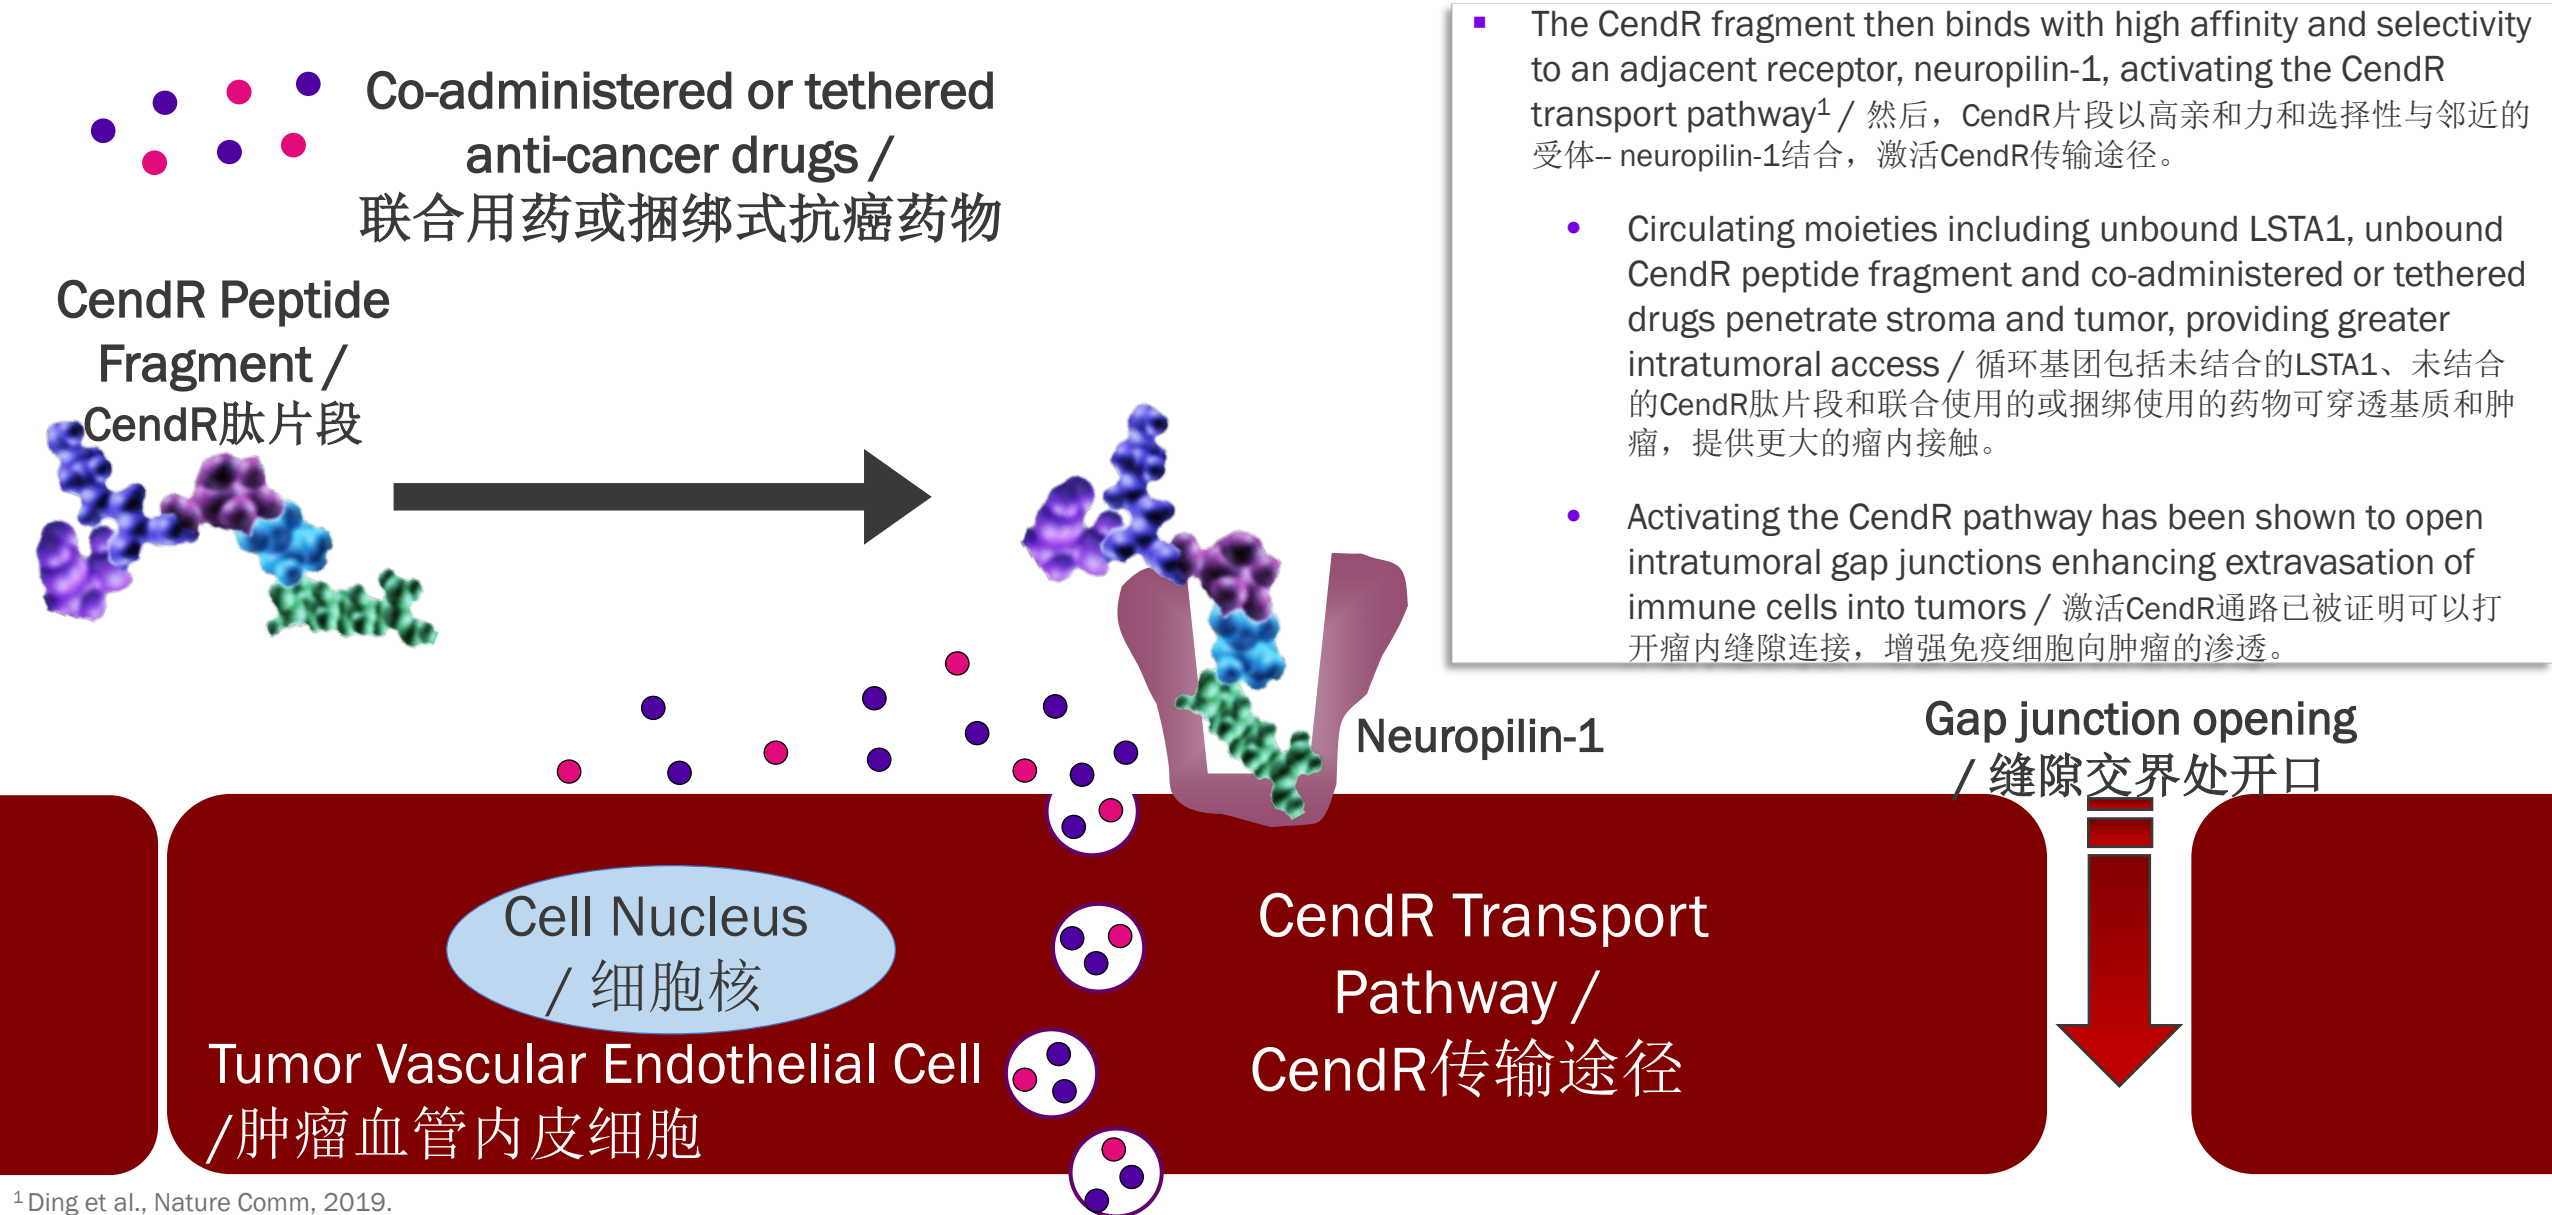 Co-administered or tethered
anti-cancer drugs /
联合用药或捆绑式抗癌药物
CendR Peptide
Fragment /
CendR肽片段
▪ The CendR fragment then binds with high affinity and selectivity
to an adjacent receptor, neuropilin-1, activating the CendR
transport pathway¹ / 然后，CendR片段以高亲和力和选择性与邻近的
受体-- neuropilin-1结合，激活CendR传输途径。
• Circulating moieties including unbound LSTA1, unbound
CendR peptide fragment and co-administered or tethered
drugs penetrate stroma and tumor, providing greater
intratumoral access / 循环基团包括未结合的LSTA1、未结合
的CendR肽片段和联合使用的或捆绑使用的药物可穿透基质和肿
瘤，提供更大的瘤内接触。
• Activating the CendR pathway has been shown to open
intratumoral gap junctions enhancing extravasation of
immune cells into tumors / 激活CendR通路已被证明可以打
开瘤内缝隙连接，增强免疫细胞向肿瘤的渗透。
Neuropilin-1
Gap junction opening
/ 缝隙交界处开口
Cell Nucleus
/ 细胞核
Tumor Vascular Endothelial Cell
/肿瘤血管内皮细胞
CendR Transport
Pathway /
CendR传输途径
¹ Ding et al., Nature Comm, 2019.